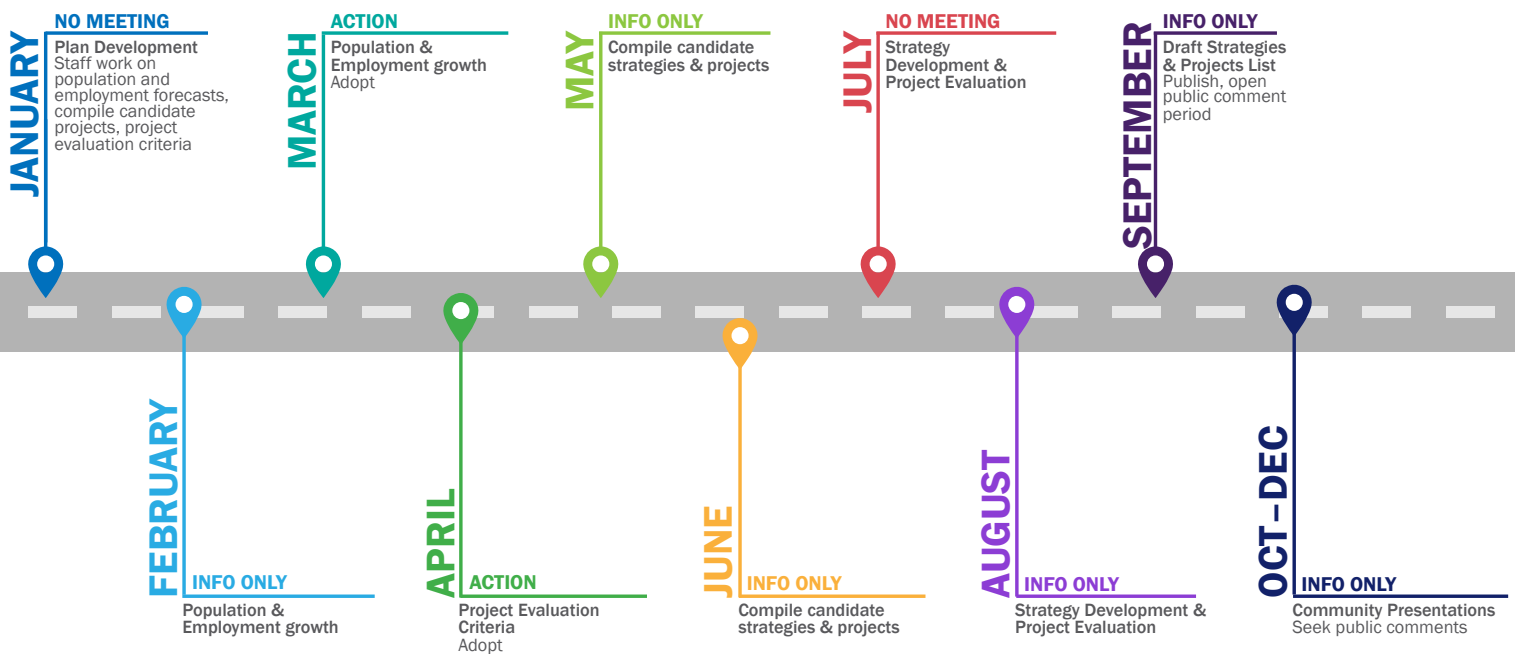 JANUARY
NO MEETING
Plan Development
Staff work on
population and
employment forecasts,
compile candidate
projects, project
evaluation criteria
FEBRUARY
INFO ONLY
Population &
Employment growth
MARCH
ACTION
Population &
Employment growth
Adopt
APRIL
ACTION
Project Evaluation
Criteria
Adopt
MAY
INFO ONLY
Compile candidate
strategies & projects
JUNE
INFO ONLY
Compile candidate
strategies & projects
JULY
NO MEETING
Strategy
Development &
Project Evaluation
AUGUST
INFO ONLY
Strategy Development &
Project Evaluation
SEPTEMBER
INFO ONLY
Draft Strategies
& Projects List
Publish, open
public comment
period
OCT–DEC
INFO ONLY
Community Presentations
Seek public comments